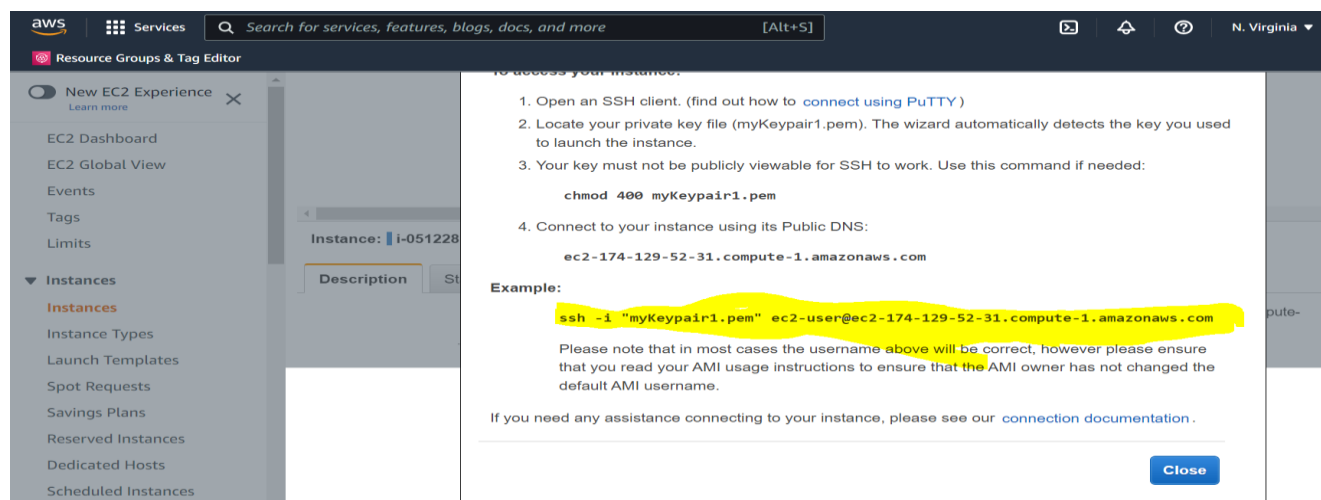 aws
Services
Search for services, features, blogs, docs, and more
[Alt+S]
N. Virginia
Resource Groups & Tag Editor
New EC2 Experience
Learn more
EC2 Dashboard
EC2 Global View
Events
Tags
Limits
Instances
Instances
Instance Types
Launch Templates
Spot Requests
Savings Plans
Reserved Instances
Dedicated Hosts
Scheduled Instances
Instance: i-051228
Description
St
To access your instance:
1. Open an SSH client. (find out how to connect using PuTTY)
2. Locate your private key file (myKeypair1.pem). The wizard automatically detects the key you used
to launch the instance.
3. Your key must not be publicly viewable for SSH to work. Use this command if needed:
chmod 400 myKeypair1.pem
4. Connect to your instance using its Public DNS:
ec2-174-129-52-31.compute-1.amazonaws.com
Example:
ssh -i "myKeypair1.pem" ec2-user@ec2-174-129-52-31.compute-1.amazonaws.com
Please note that in most cases the username above will be correct, however please ensure
that you read your AMI usage instructions to ensure that the AMI owner has not changed the
default AMI username.
If you need any assistance connecting to your instance, please see our connection documentation.
Close
pute-